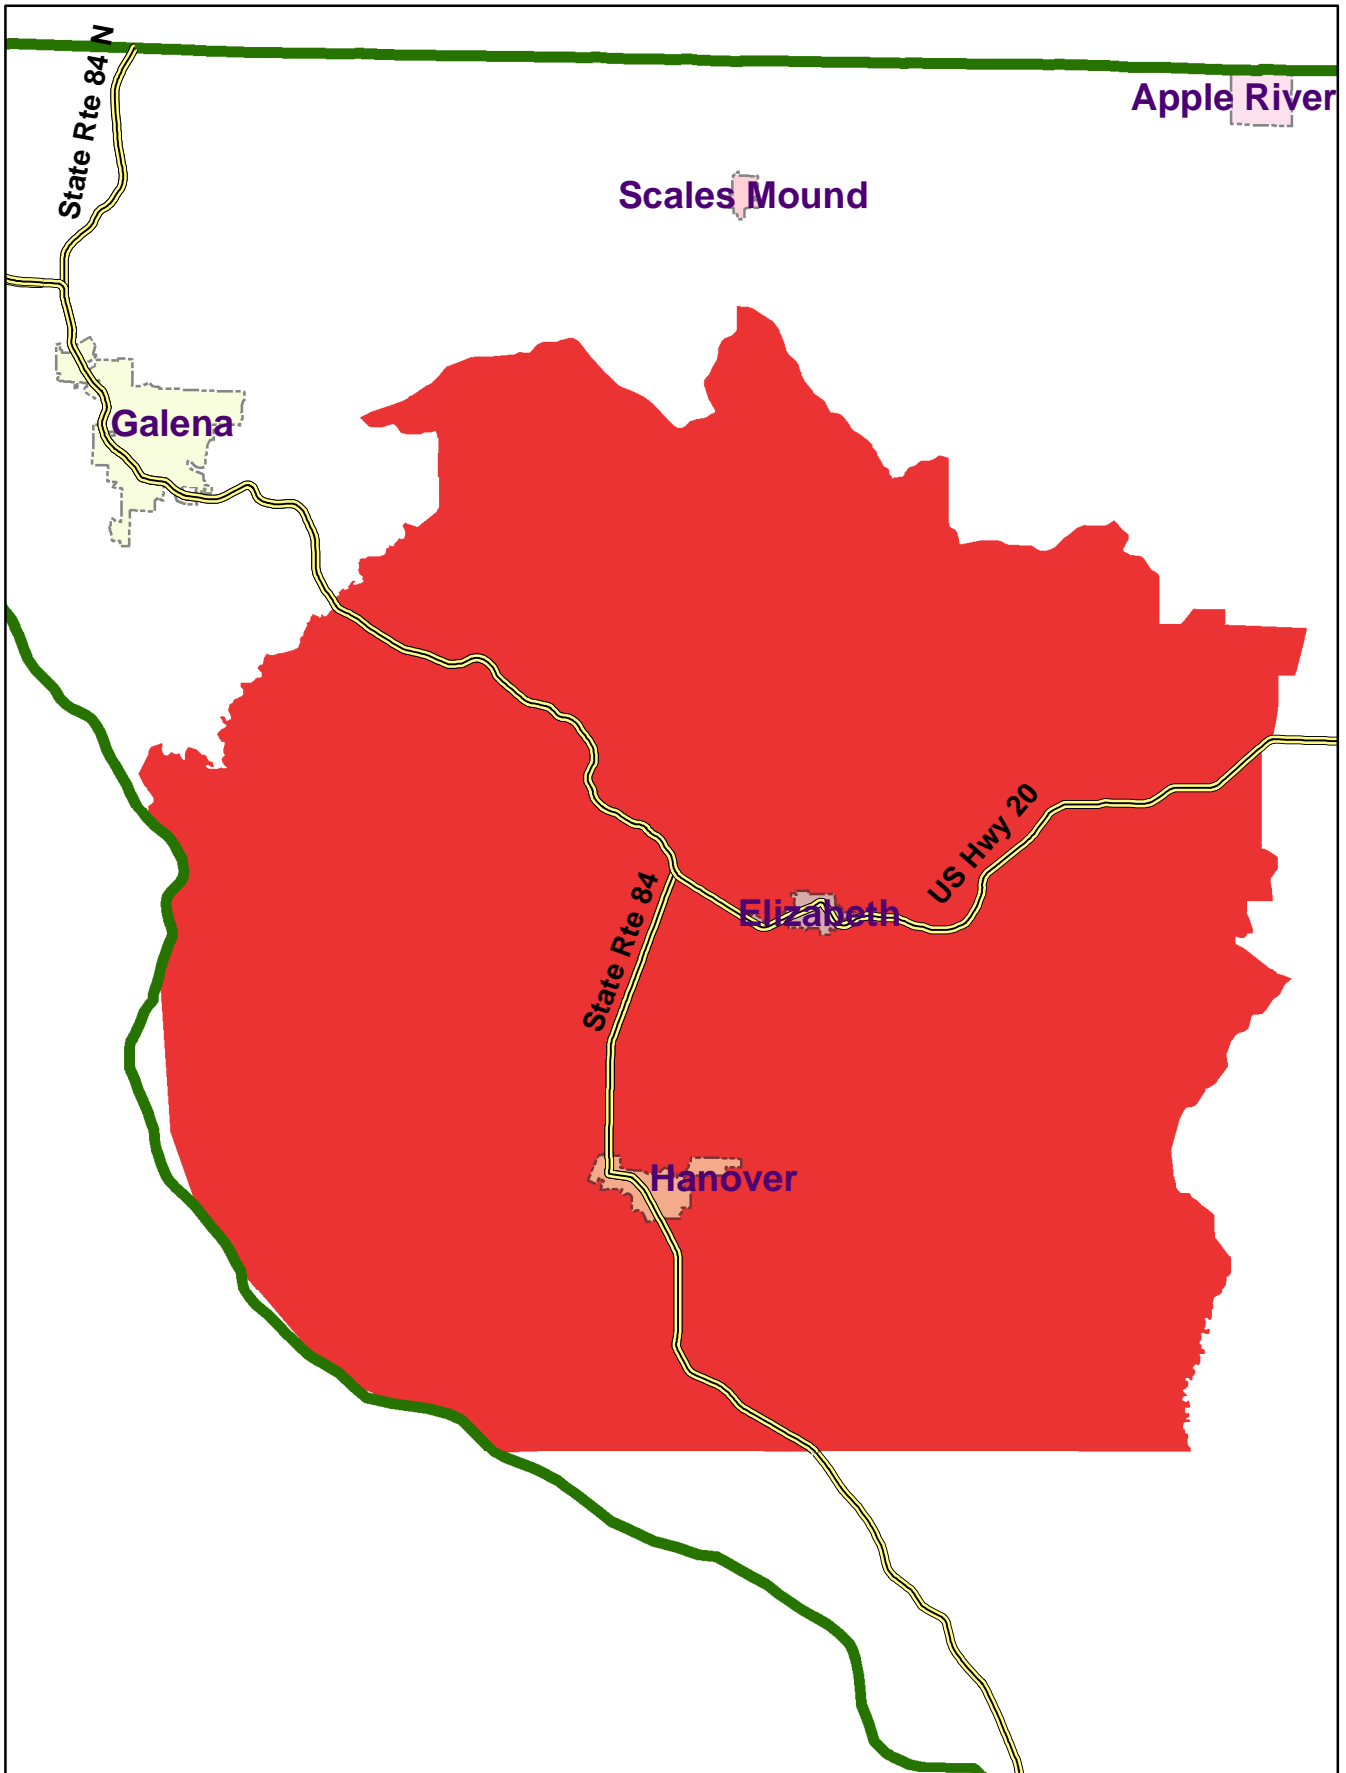 State Rte 84 N
Apple River
Scales Mound
Galena
US Hwy 20
State Rte 84
Elizabeth
Hanover